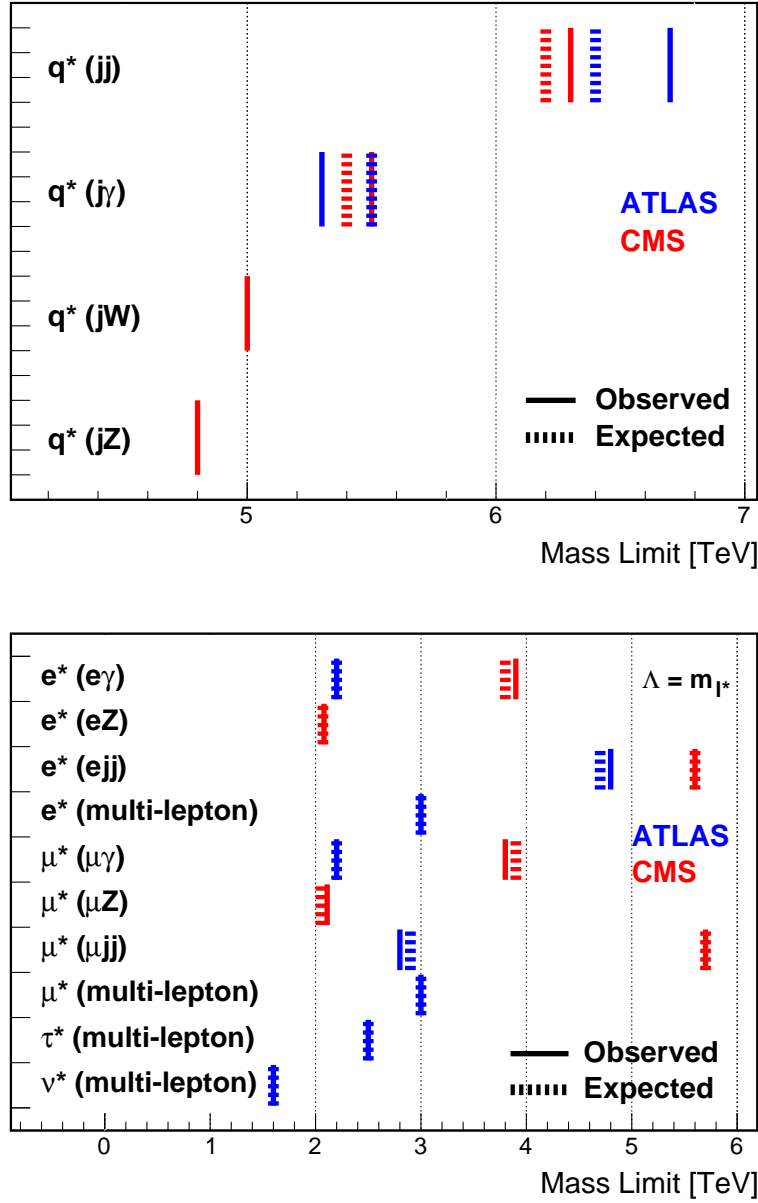 q* (jj)
q* (jγ)
ATLAS
CMS
q* (jW)
Observed
q* (jZ)
Expected
5 6 7
Mass Limit [TeV]
e* (eγ)
Λ = m_l*
e* (eZ)
e* (ejj)
e* (multi-lepton)
ATLAS
μ* (μγ)
CMS
μ* (μZ)
μ* (μjj)
μ* (multi-lepton)
τ* (multi-lepton)
Observed
ν* (multi-lepton)
Expected
0 1 2 3 4 5 6
Mass Limit [TeV]